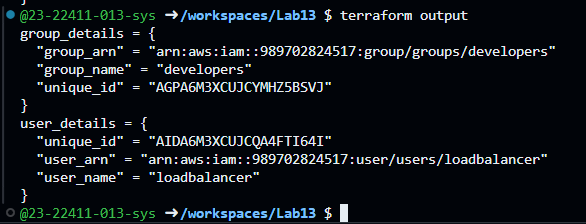 @23-22411-013-sys ➜/workspaces/Lab13 $ terraform output
group_details = {
  "group_arn" = "arn:aws:iam::989702824517:group/groups/developers"
  "group_name" = "developers"
  "unique_id" = "AGPA6M3XCUJCYMHZ5BSVJ"
}
user_details = {
  "unique_id" = "AIDA6M3XCUJCQA4FTI64I"
  "user_arn" = "arn:aws:iam::989702824517:user/users/loadbalancer"
  "user_name" = "loadbalancer"
}
@23-22411-013-sys ➜/workspaces/Lab13 $